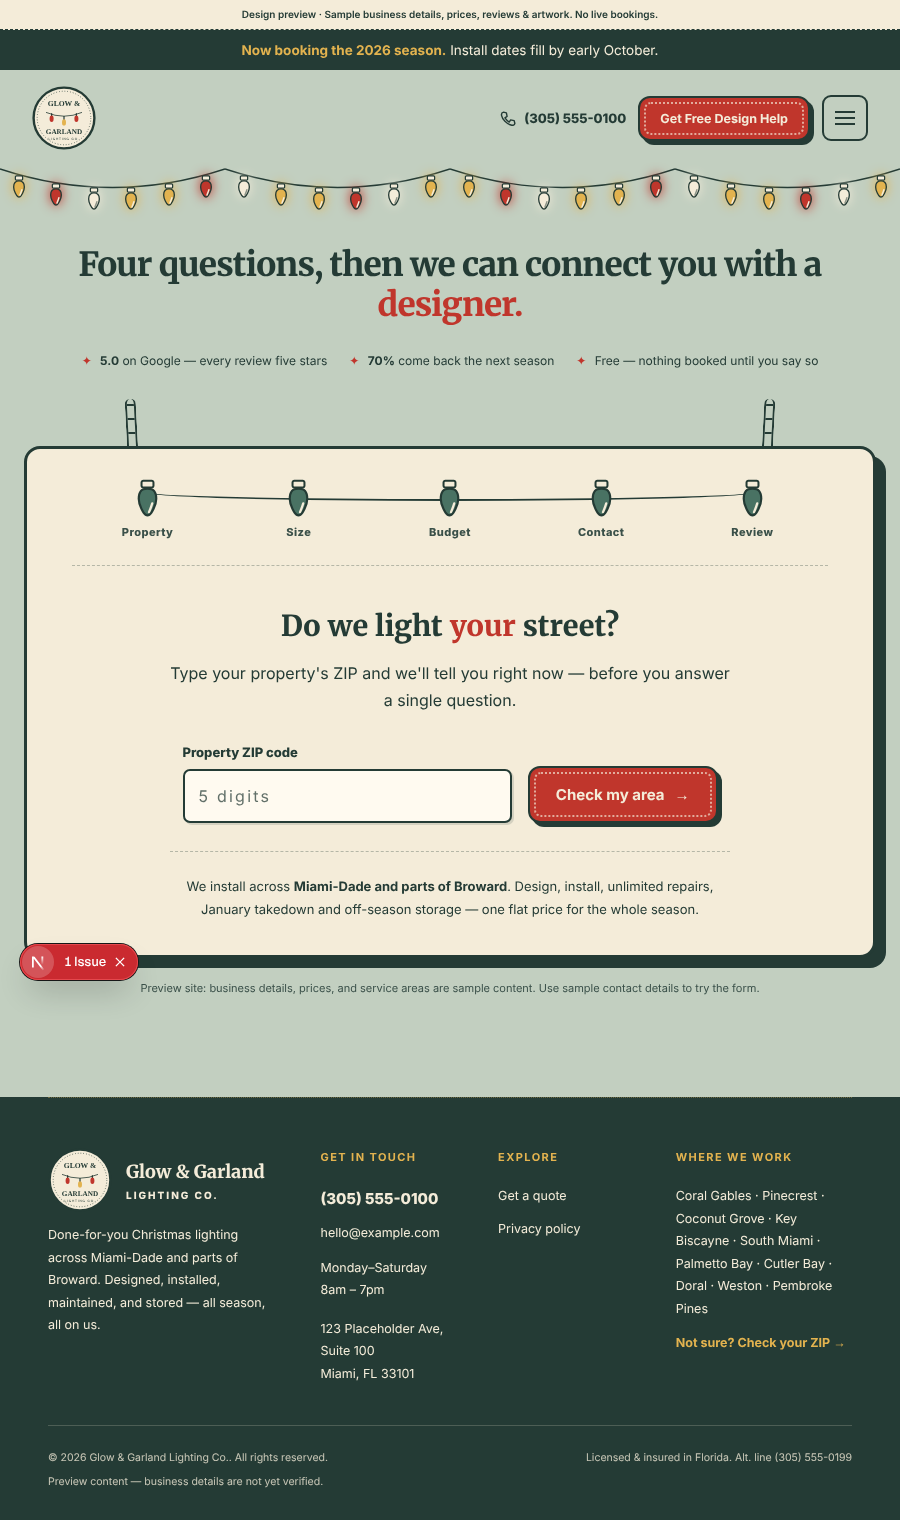 Design preview · Sample business details, prices, reviews & artwork. No live bookings.
Now booking the 2026 season. Install dates fill by early October.
GLOW &
GARLAND
LIGHTING CO.
(305) 555-0100
Get Free Design Help
Four questions, then we can connect you with a
designer.
✦ 5.0 on Google — every review five stars ✦ 70% come back the next season ✦ Free — nothing booked until you say so
Property Size Budget Contact Review
Do we light your street?
Type your property's ZIP and we'll tell you right now — before you answer
a single question.
Property ZIP code
5 digits
Check my area →
We install across Miami-Dade and parts of Broward. Design, install, unlimited repairs,
January takedown and off-season storage — one flat price for the whole season.
N 1 Issue
Preview site: business details, prices, and service areas are sample content. Use sample contact details to try the form.
GLOW &
GARLAND
LIGHTING CO.
Glow & Garland
LIGHTING CO.
Done-for-you Christmas lighting
across Miami-Dade and parts of
Broward. Designed, installed,
maintained, and stored — all season,
all on us.
GET IN TOUCH
(305) 555-0100
hello@example.com
Monday–Saturday
8am – 7pm
123 Placeholder Ave,
Suite 100
Miami, FL 33101
EXPLORE
Get a quote
Privacy policy
WHERE WE WORK
Coral Gables · Pinecrest ·
Coconut Grove · Key
Biscayne · South Miami ·
Palmetto Bay · Cutler Bay ·
Doral · Weston · Pembroke
Pines
Not sure? Check your ZIP →
© 2026 Glow & Garland Lighting Co.. All rights reserved.
Licensed & insured in Florida. Alt. line (305) 555-0199
Preview content — business details are not yet verified.